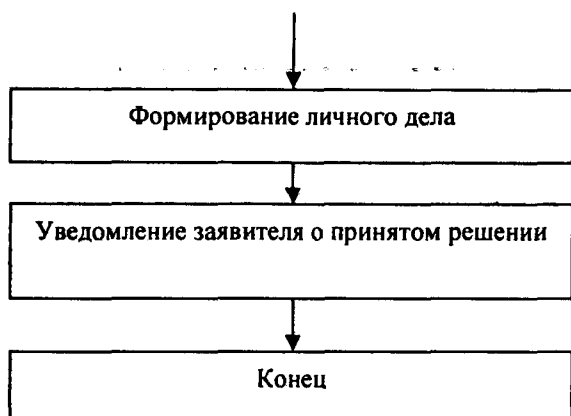 Формирование личного дела
Уведомление заявителя о принятом решении
Конец